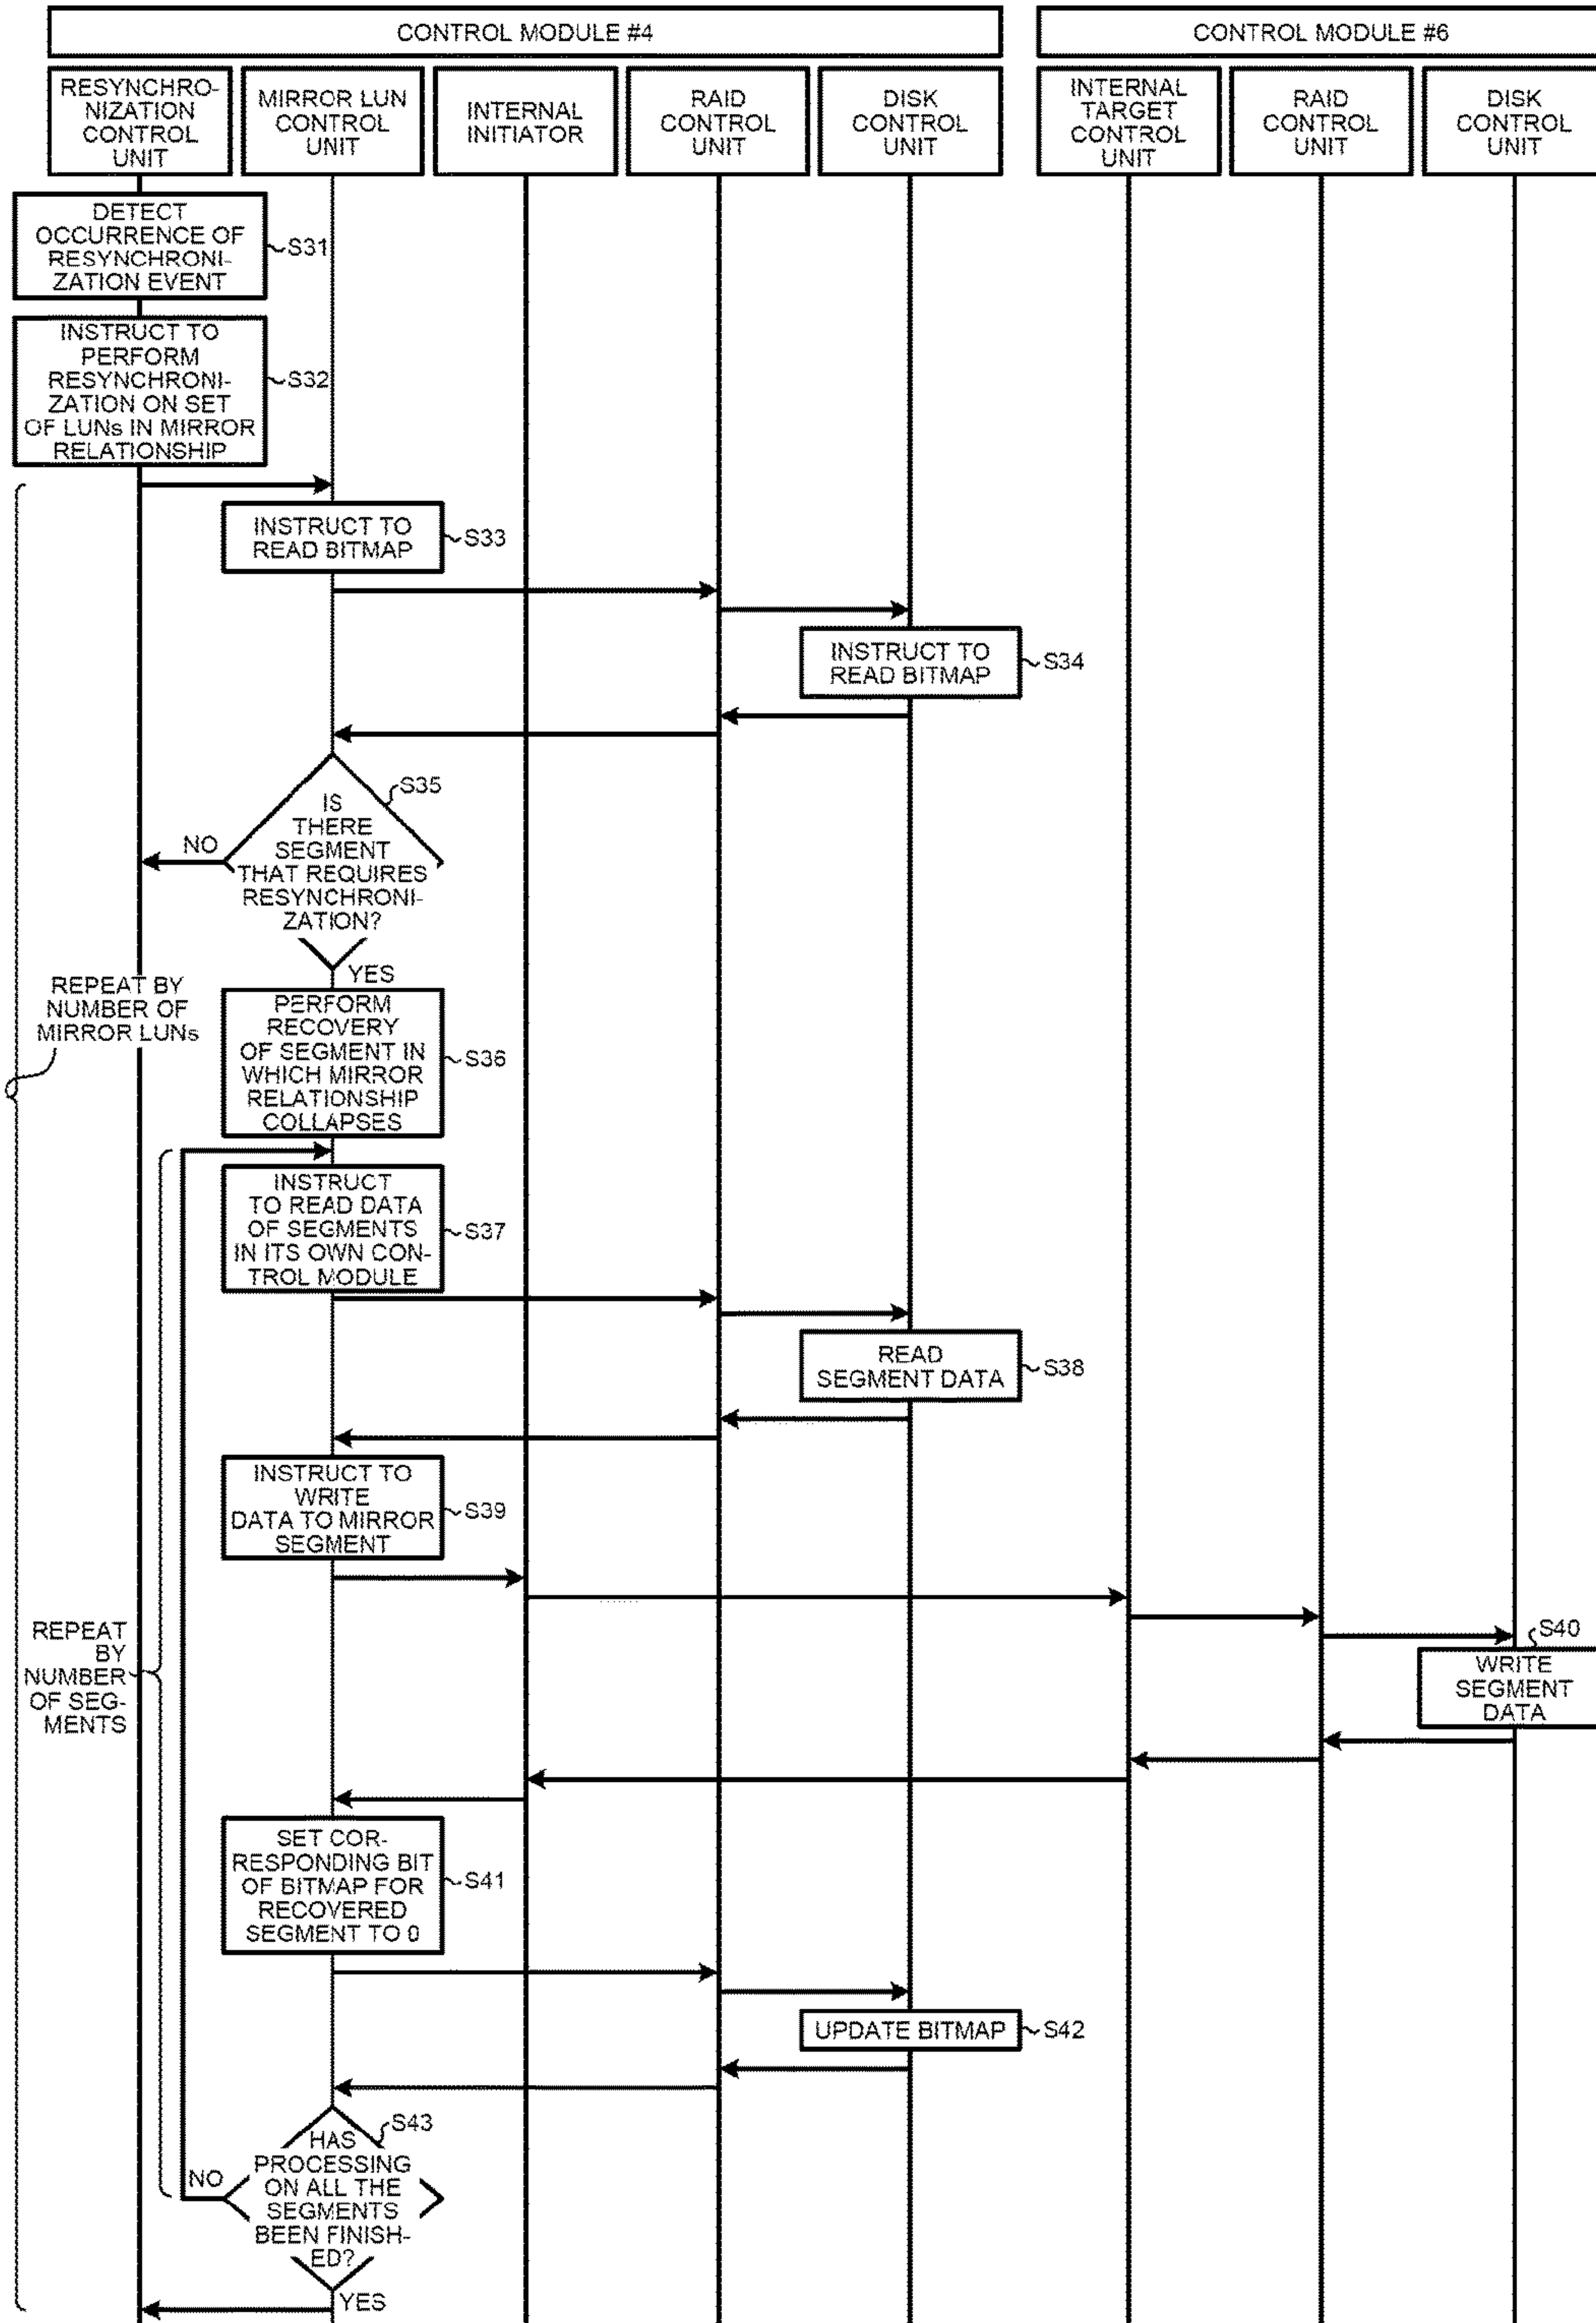 CONTROL MODULE #4
CONTROL MODULE #6
RESYNCHRO-
NIZATION
CONTROL
UNIT
MIRROR LUN
CONTROL
UNIT
INTERNAL
INITIATOR
RAID
CONTROL
UNIT
DISK
CONTROL
UNIT
INTERNAL
TARGET
CONTROL
UNIT
RAID
CONTROL
UNIT
DISK
CONTROL
UNIT
DETECT
OCCURRENCE OF
RESYNCHRONI-
ZATION EVENT
S31
INSTRUCT TO
PERFORM
RESYNCHRONI-
ZATION ON SET
OF LUNs IN MIRROR
RELATIONSHIP
S32
INSTRUCT TO
READ BITMAP
S33
INSTRUCT TO
READ BITMAP
S34
S35
IS
THERE
SEGMENT
THAT REQUIRES
RESYNCHRONI-
ZATION?
NO
YES
REPEAT BY
NUMBER OF
MIRROR LUNs
PERFORM
RECOVERY
OF SEGMENT IN
WHICH MIRROR
RELATIONSHIP
COLLAPSES
S36
INSTRUCT
TO READ DATA
OF SEGMENTS
IN ITS OWN CON-
TROL MODULE
S37
READ
SEGMENT DATA
S38
INSTRUCT TO
WRITE
DATA TO MIRROR
SEGMENT
S39
REPEAT
BY
NUMBER
OF SEG-
MENTS
S40
WRITE
SEGMENT
DATA
SET COR-
RESPONDING BIT
OF BITMAP FOR
RECOVERED
SEGMENT TO 0
S41
UPDATE BITMAP
S42
S43
HAS
PROCESSING
ON ALL THE
SEGMENTS
BEEN FINISH-
ED?
NO
YES